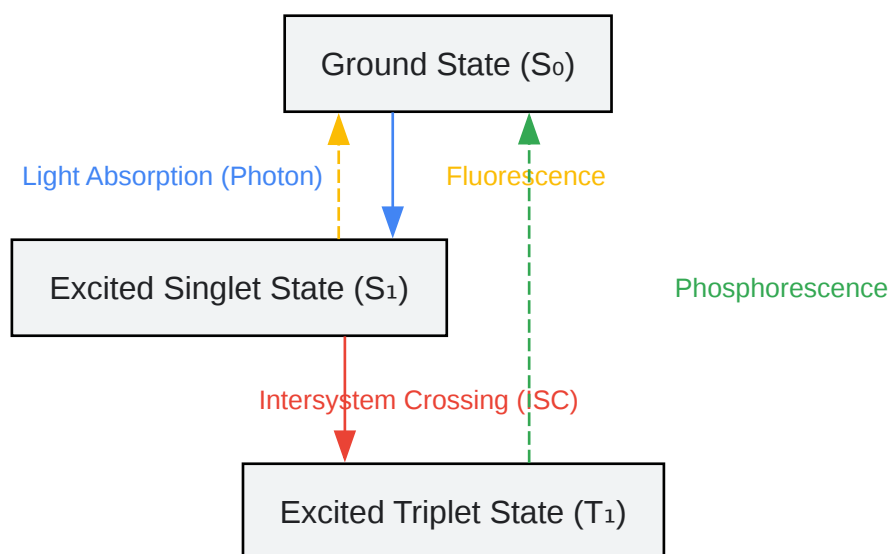 Ground State (S₀)
Light Absorption (Photon)
Fluorescence
Excited Singlet State (S₁)
Phosphorescence
Intersystem Crossing (ISC)
Excited Triplet State (T₁)